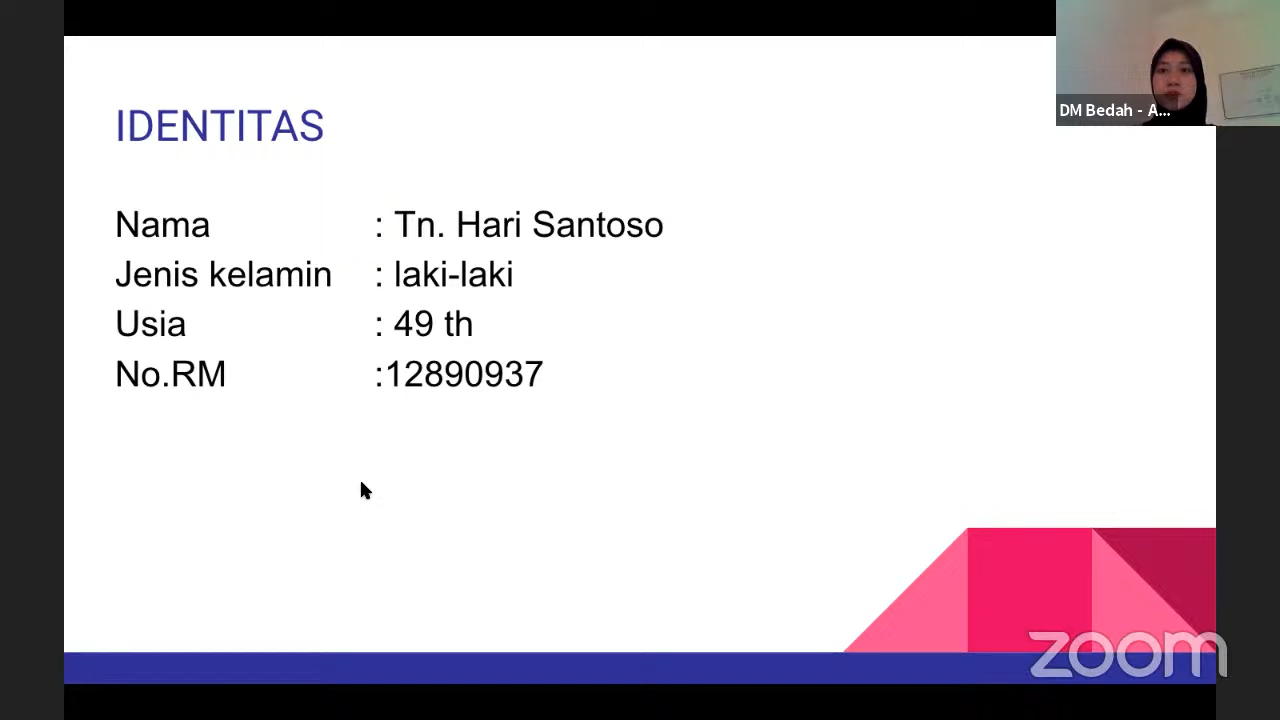 DM Bedah - A...
IDENTITAS
Nama : Tn. Hari Santoso
Jenis kelamin : laki-laki
Usia : 49 th
No.RM :12890937
zoom